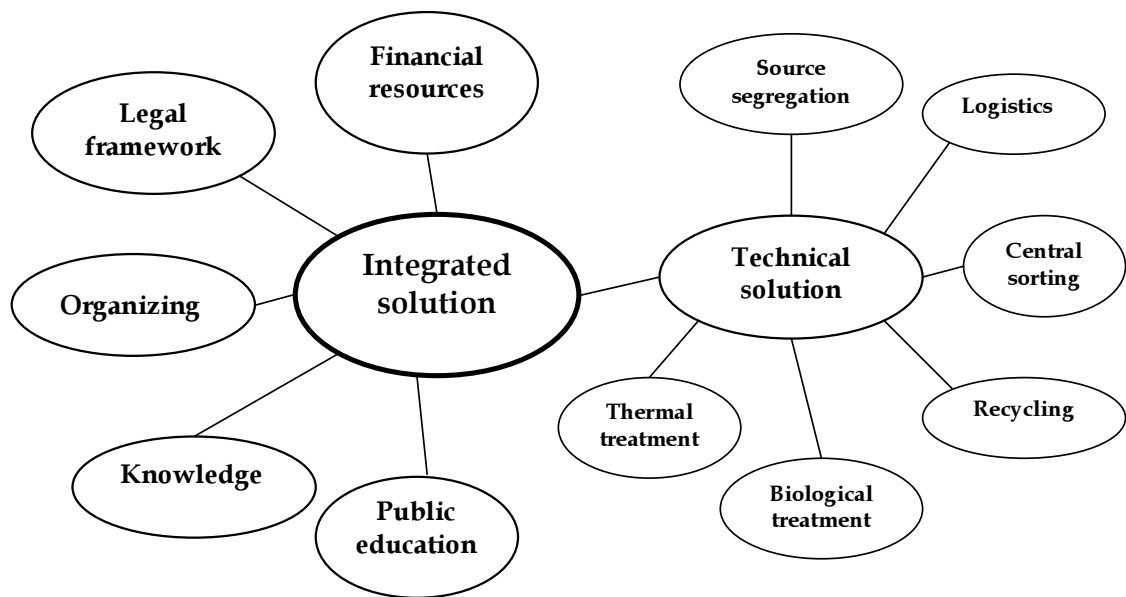 Financial
resources
Legal
framework
Organizing
Knowledge
Public
education
Integrated
solution
Technical
solution
Source
segregation
Logistics
Central
sorting
Recycling
Biological
treatment
Thermal
treatment